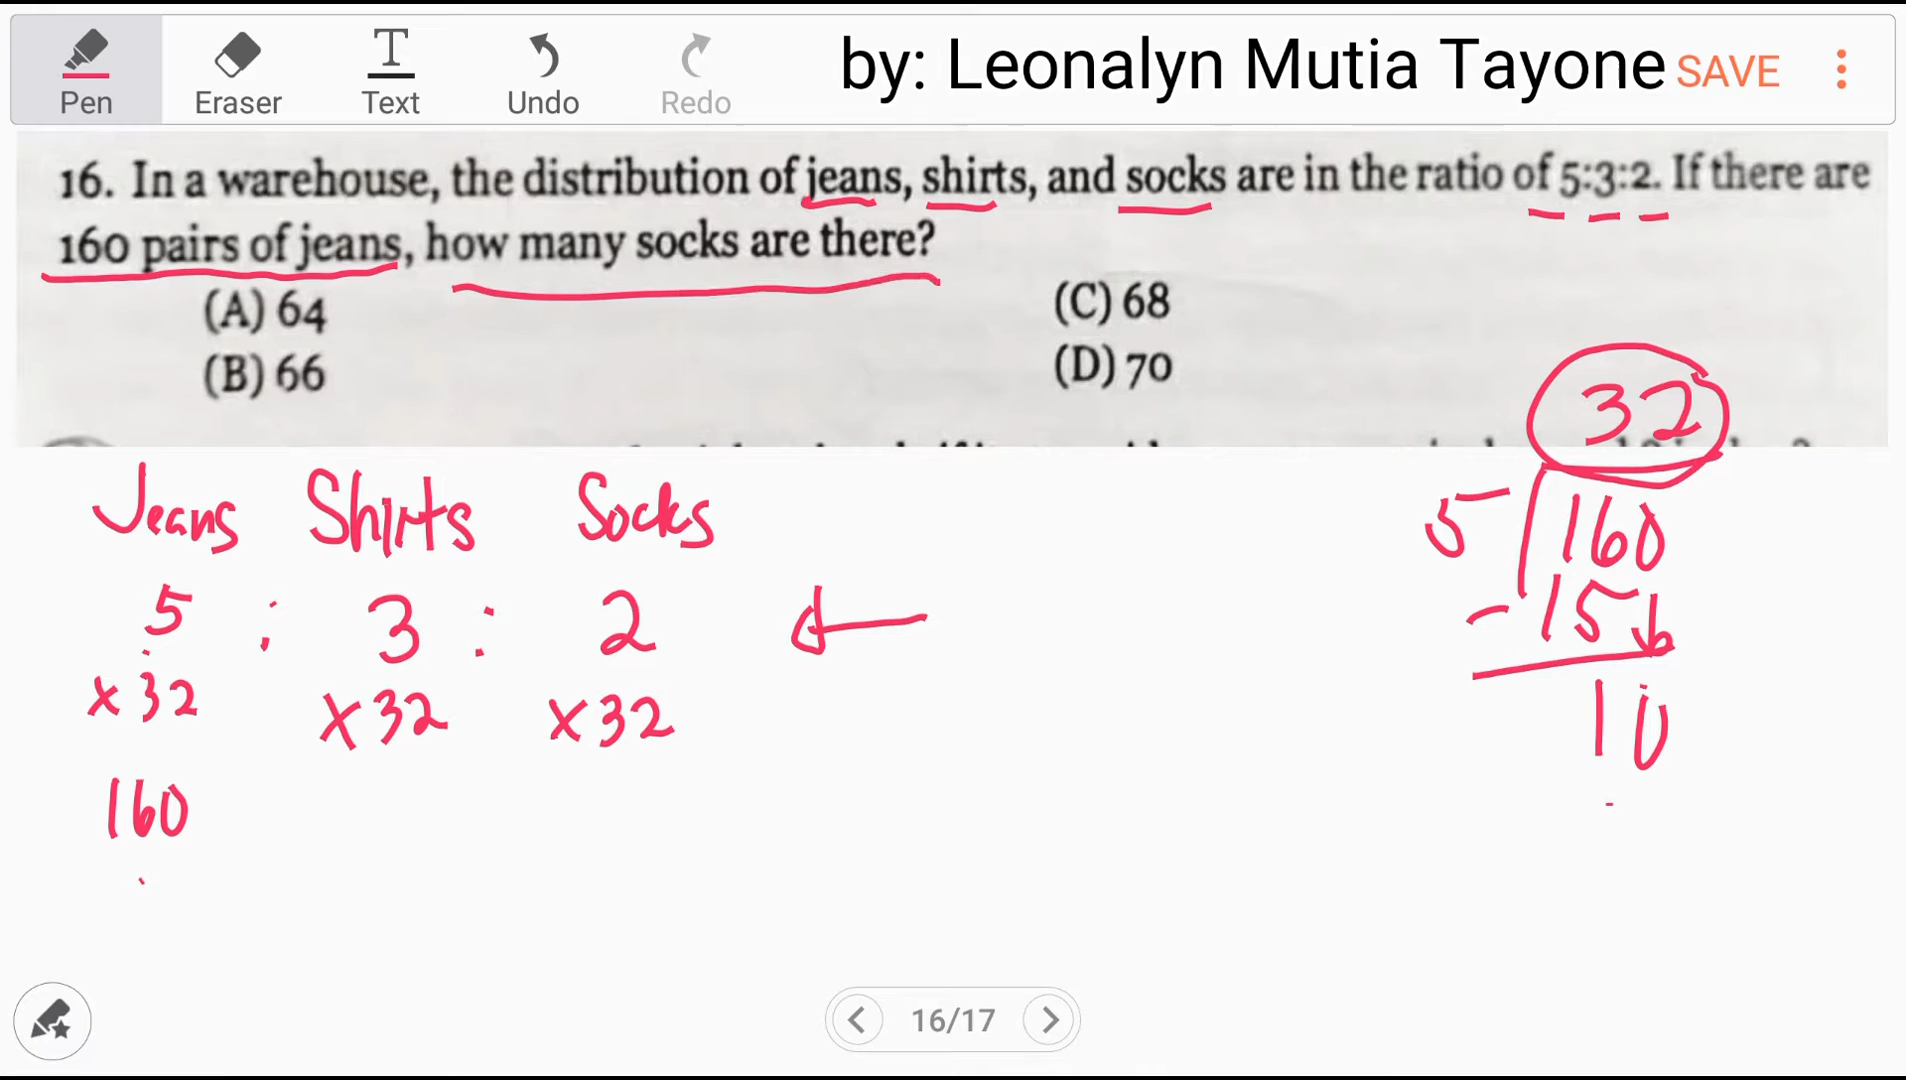 Pen Eraser Text Undo Redo by: Leonalyn Mutia Tayone SAVE
16. In a warehouse, the distribution of jeans, shirts, and socks are in the ratio of 5:3:2. If there are
160 pairs of jeans, how many socks are there?
(A) 64 (C) 68
(B) 66 (D) 70
32
Jeans Shirts Socks 5 160
5 : 3 : 2 - 15
x 32 x 32 x 32 10
160
16/17